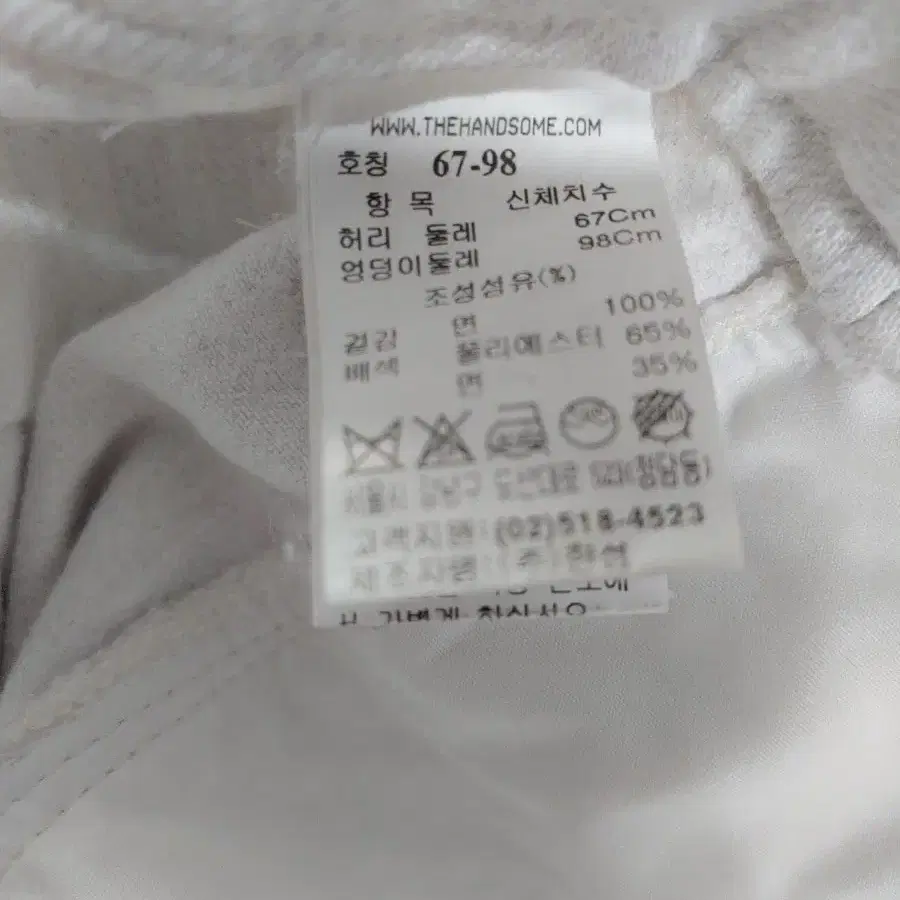 WWW.THEHANDSOME.COM
호칭 67-98
항 목 신체치수
허리 둘레 67Cm
엉덩이둘레 98Cm
조성섬유(%)
겉감 면 100%
배색 폴리에스터 65%
면 35%
서울시 강남구 도산대로 (청담동)
고객지원: (02)518-4523
제조자명: (주)한섬